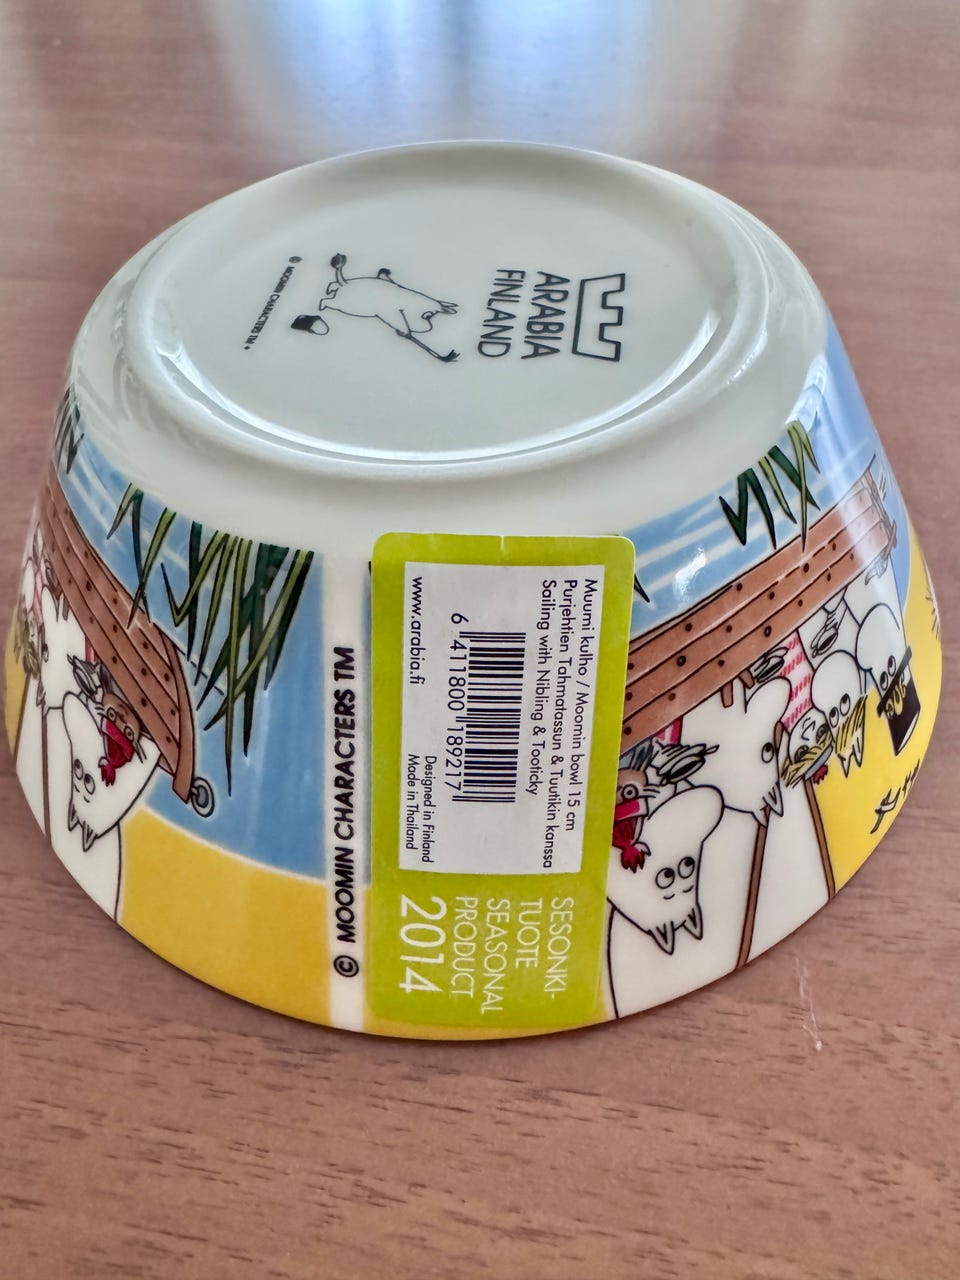 ARABIA
FINLAND
© MOOMIN CHARACTERS TM
Muumi kulho / Moomin bowl 15 cm
Purjehtien Tahmatassun & Tuutikin kanssa
Sailing with Nibling & Tooticky
6 411800 189217
Designed in Finland
Made in Thailand
www.arabia.fi
SESONKI-
TUOTE
SEASONAL
PRODUCT
2014
© MOOMIN CHARACTERS TM